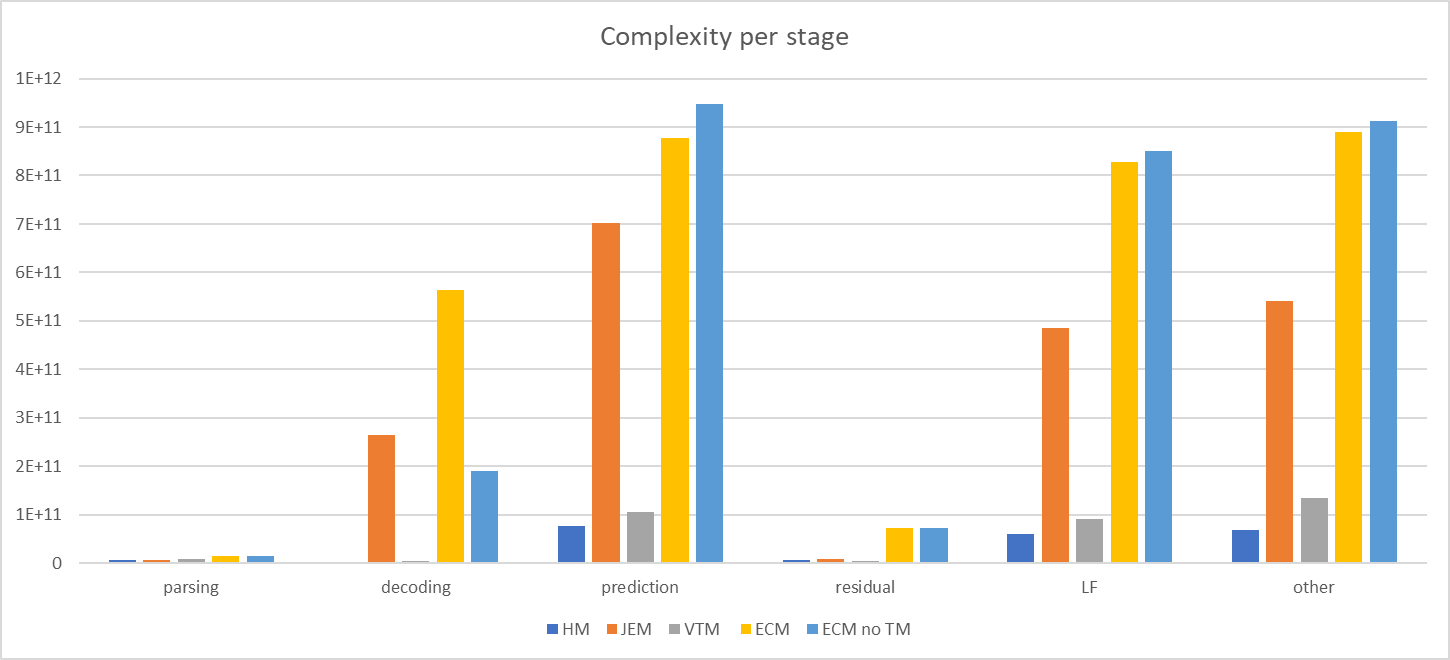 Complexity per stage
1E+12
9E+11
8E+11
7E+11
6E+11
5E+11
4E+11
3E+11
2E+11
1E+11
0
parsing decoding prediction residual LF other
HM JEM VTM ECM ECM no TM